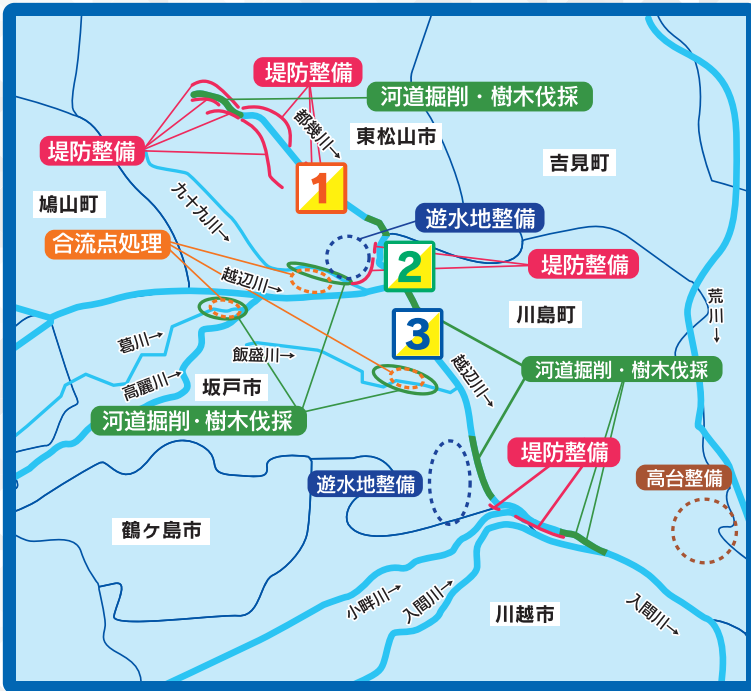 堤防整備
河道掘削・樹木伐採
都幾川→
東松山市
堤防整備
吉見町
九十九川→
鳩山町
1
遊水地整備
合流点処理
2
堤防整備
越辺川→
荒川→
川島町
3
葛川→
飯盛川→
越辺川→
河道掘削・樹木伐採
高麗川→
坂戸市
河道掘削・樹木伐採
堤防整備
遊水地整備
高台整備
鶴ヶ島市
小畔川→
入間川→
川越市
入間川→